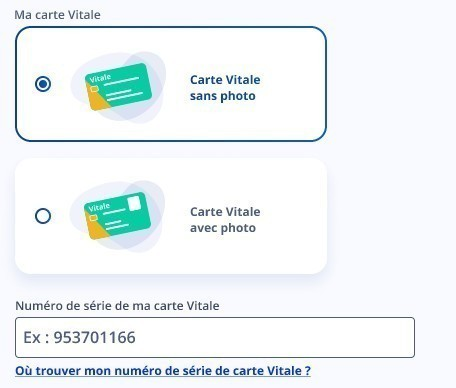 Ma carte Vitale
Vitale
Carte Vitale
sans photo
Vitale
Carte Vitale
avec photo
Numéro de série de ma carte Vitale
Ex : 953701166
Où trouver mon numéro de série de carte Vitale ?